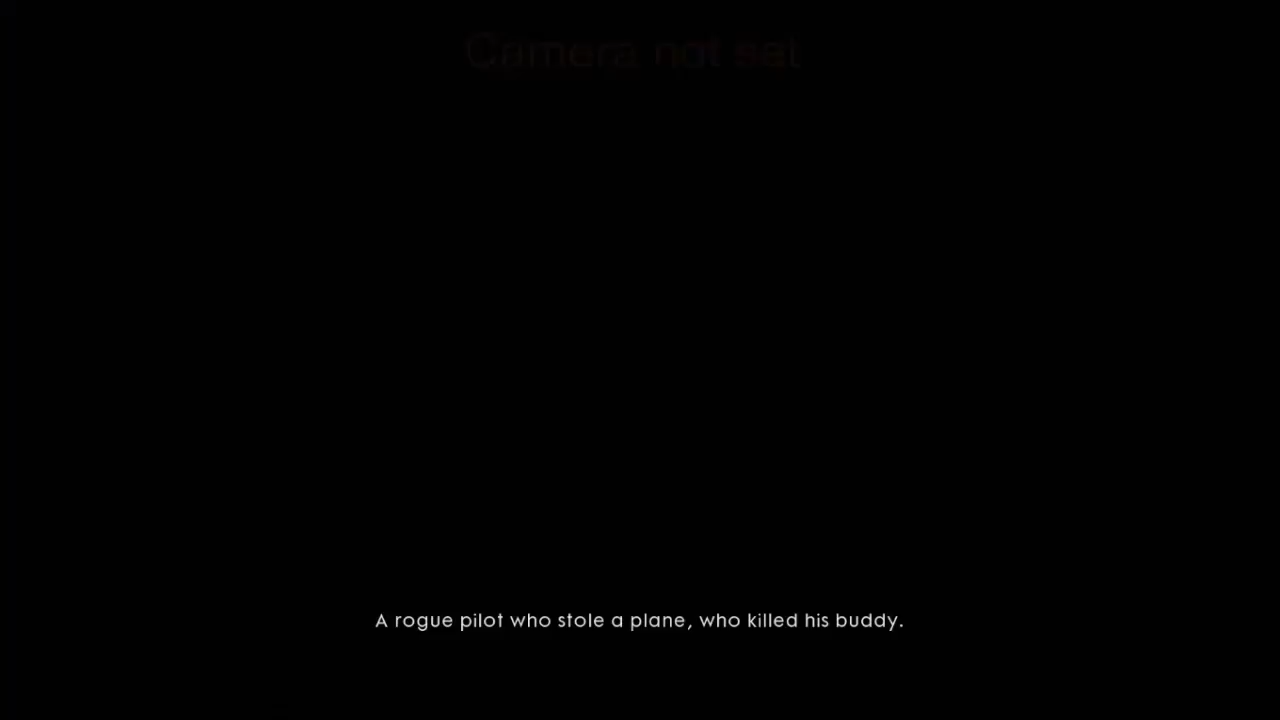 Camera not set
A rogue pilot who stole a plane, who killed his buddy.